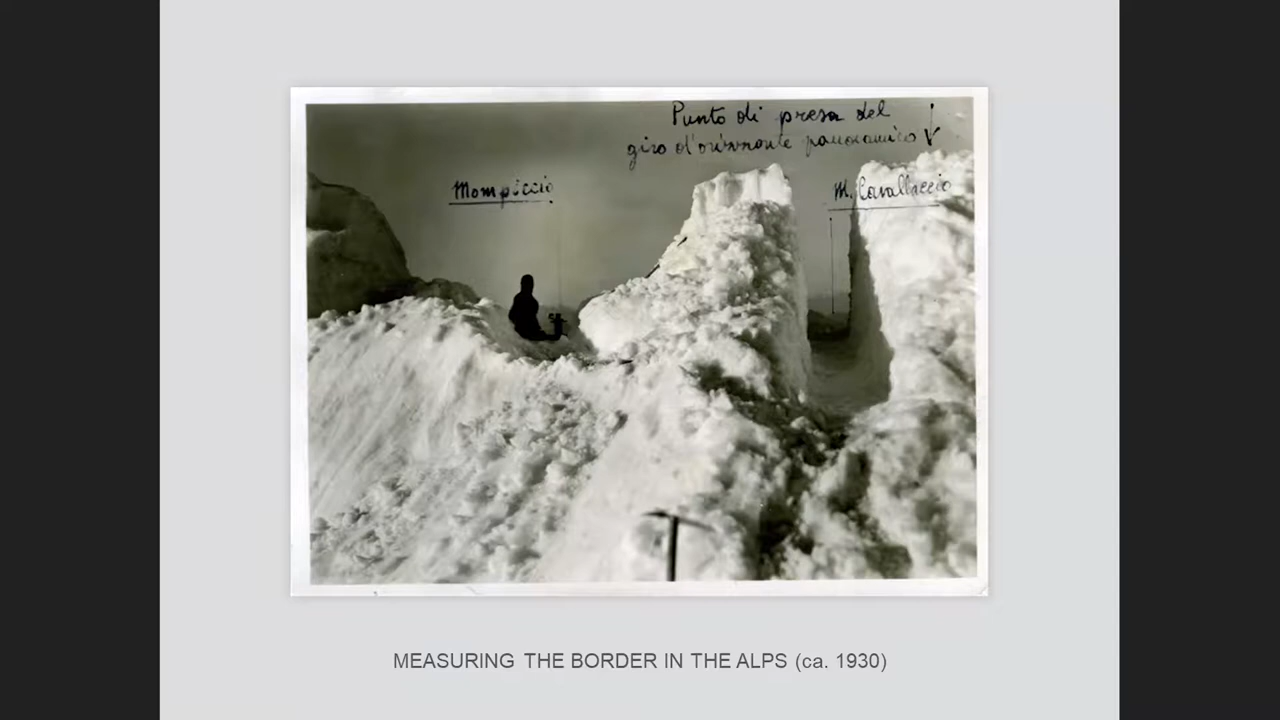 Punto di presa del
giro d'orizzonte panoramico
Mompiccio
M. Cavallaccio
MEASURING THE BORDER IN THE ALPS (ca. 1930)